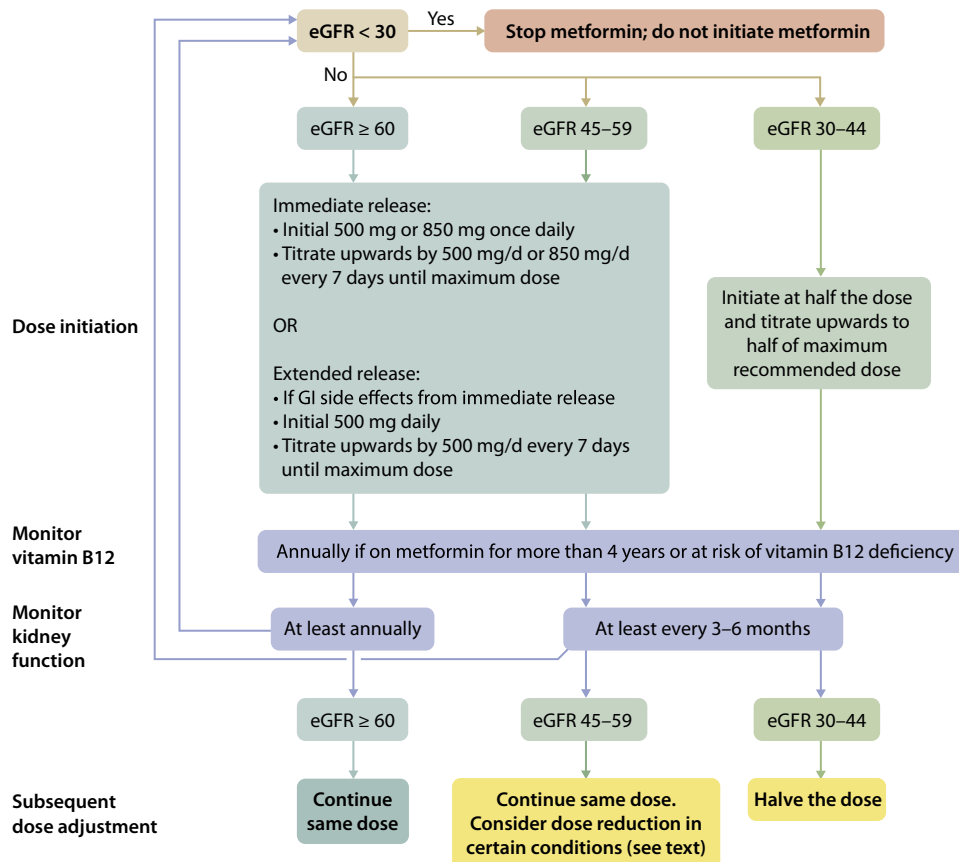 eGFR < 30
Yes
Stop metformin; do not initiate metformin
No
eGFR ≥ 60
eGFR 45–59
eGFR 30–44
Dose initiation
Immediate release:
• Initial 500 mg or 850 mg once daily
• Titrate upwards by 500 mg/d or 850 mg/d
every 7 days until maximum dose
OR
Extended release:
• If GI side effects from immediate release
• Initial 500 mg daily
• Titrate upwards by 500 mg/d every 7 days
until maximum dose
Initiate at half the dose
and titrate upwards to
half of maximum
recommended dose
Monitor
vitamin B12
Annually if on metformin for more than 4 years or at risk of vitamin B12 deficiency
Monitor
kidney
function
At least annually
At least every 3–6 months
eGFR ≥ 60
eGFR 45–59
eGFR 30–44
Subsequent
dose adjustment
Continue
same dose
Continue same dose.
Consider dose reduction in
certain conditions (see text)
Halve the dose